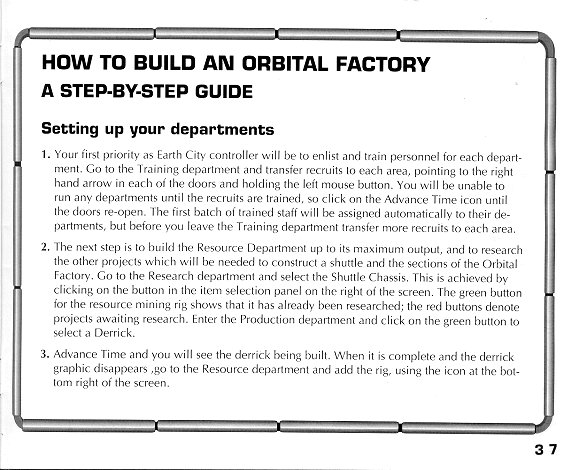 HOW TO BUILD AN ORBITAL FACTORY
A STEP-BY-STEP GUIDE
Setting up your departments
1. Your first priority as Earth City controller will be to enlist and train personnel for each depart-
ment. Go to the Training department and transfer recruits to each area, pointing to the right
hand arrow in each of the doors and holding the left mouse button. You will be unable to
run any departments until the recruits are trained, so click on the Advance Time icon until
the doors re-open. The first batch of trained staff will be assigned automatically to their de-
partments, but before you leave the Training department transfer more recruits to each area.
2. The next step is to build the Resource Department up to its maximum output, and to research
the other projects which will be needed to construct a shuttle and the sections of the Orbital
Factory. Go to the Research department and select the Shuttle Chassis. This is achieved by
clicking on the button in the item selection panel on the right of the screen. The green button
for the resource mining rig shows that it has already been researched; the red buttons denote
projects awaiting research. Enter the Production department and click on the green button to
select a Derrick.
3. Advance Time and you will see the derrick being built. When it is complete and the derrick
graphic disappears ,go to the Resource department and add the rig, using the icon at the bot-
tom right of the screen.
3 7